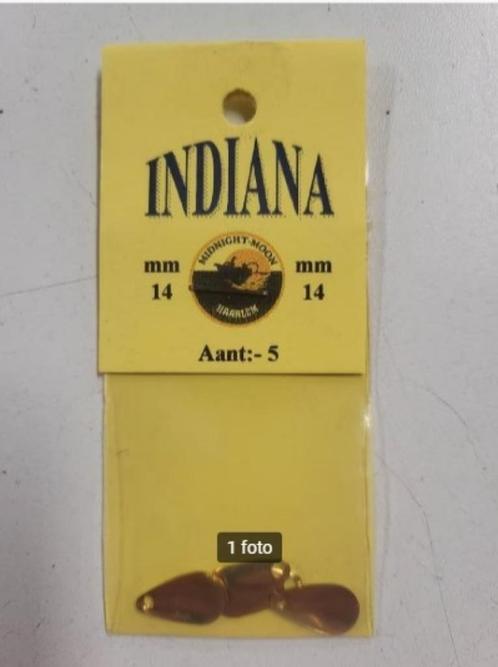 INDIANA
MIDNIGHT-MOON
mm mm
14 14
HAARLEM
Aant:- 5
1 foto